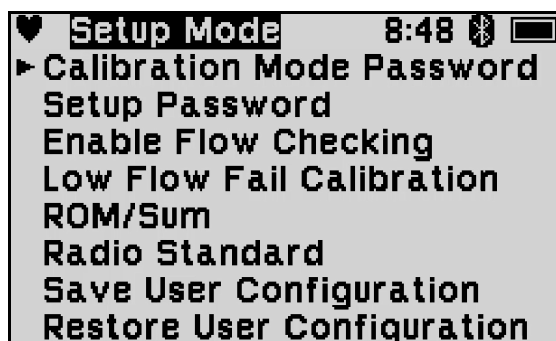 Setup Mode 8:48
Calibration Mode Password
Setup Password
Enable Flow Checking
Low Flow Fail Calibration
ROM/Sum
Radio Standard
Save User Configuration
Restore User Configuration